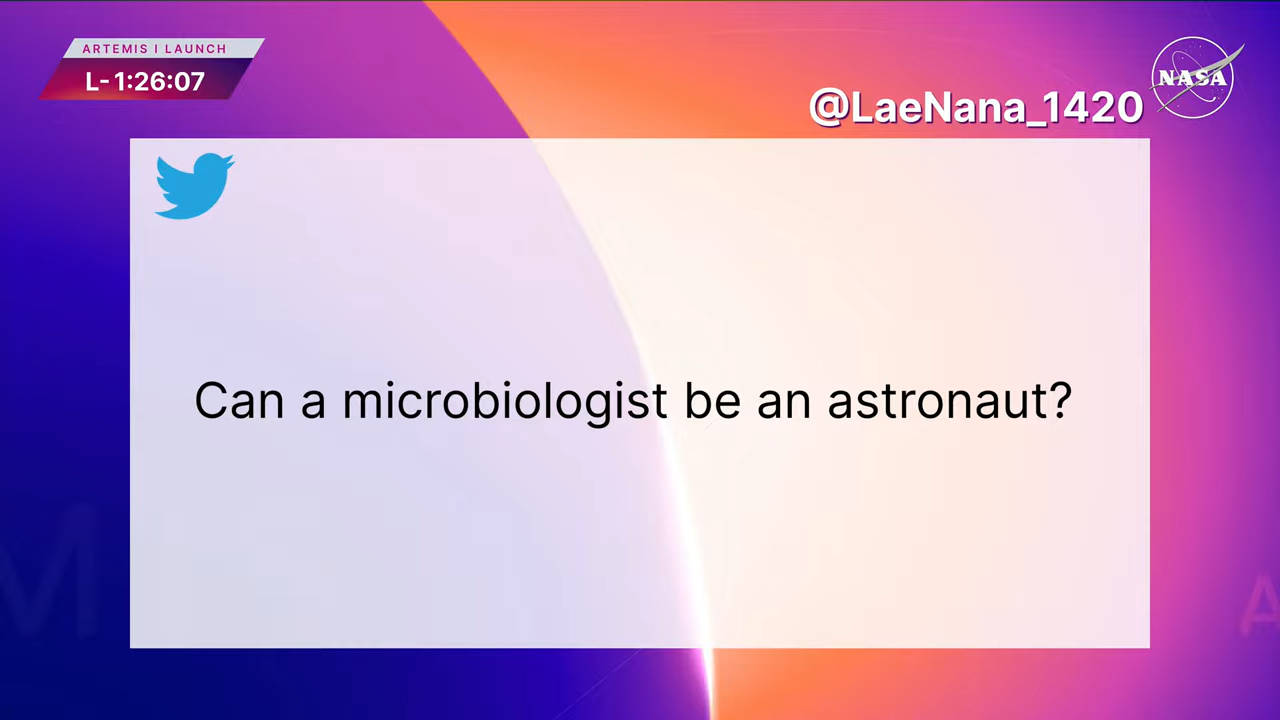 ARTEMIS I LAUNCH
L- 1:26:07
NASA
@LaeNana_1420
Can a microbiologist be an astronaut?
M
A